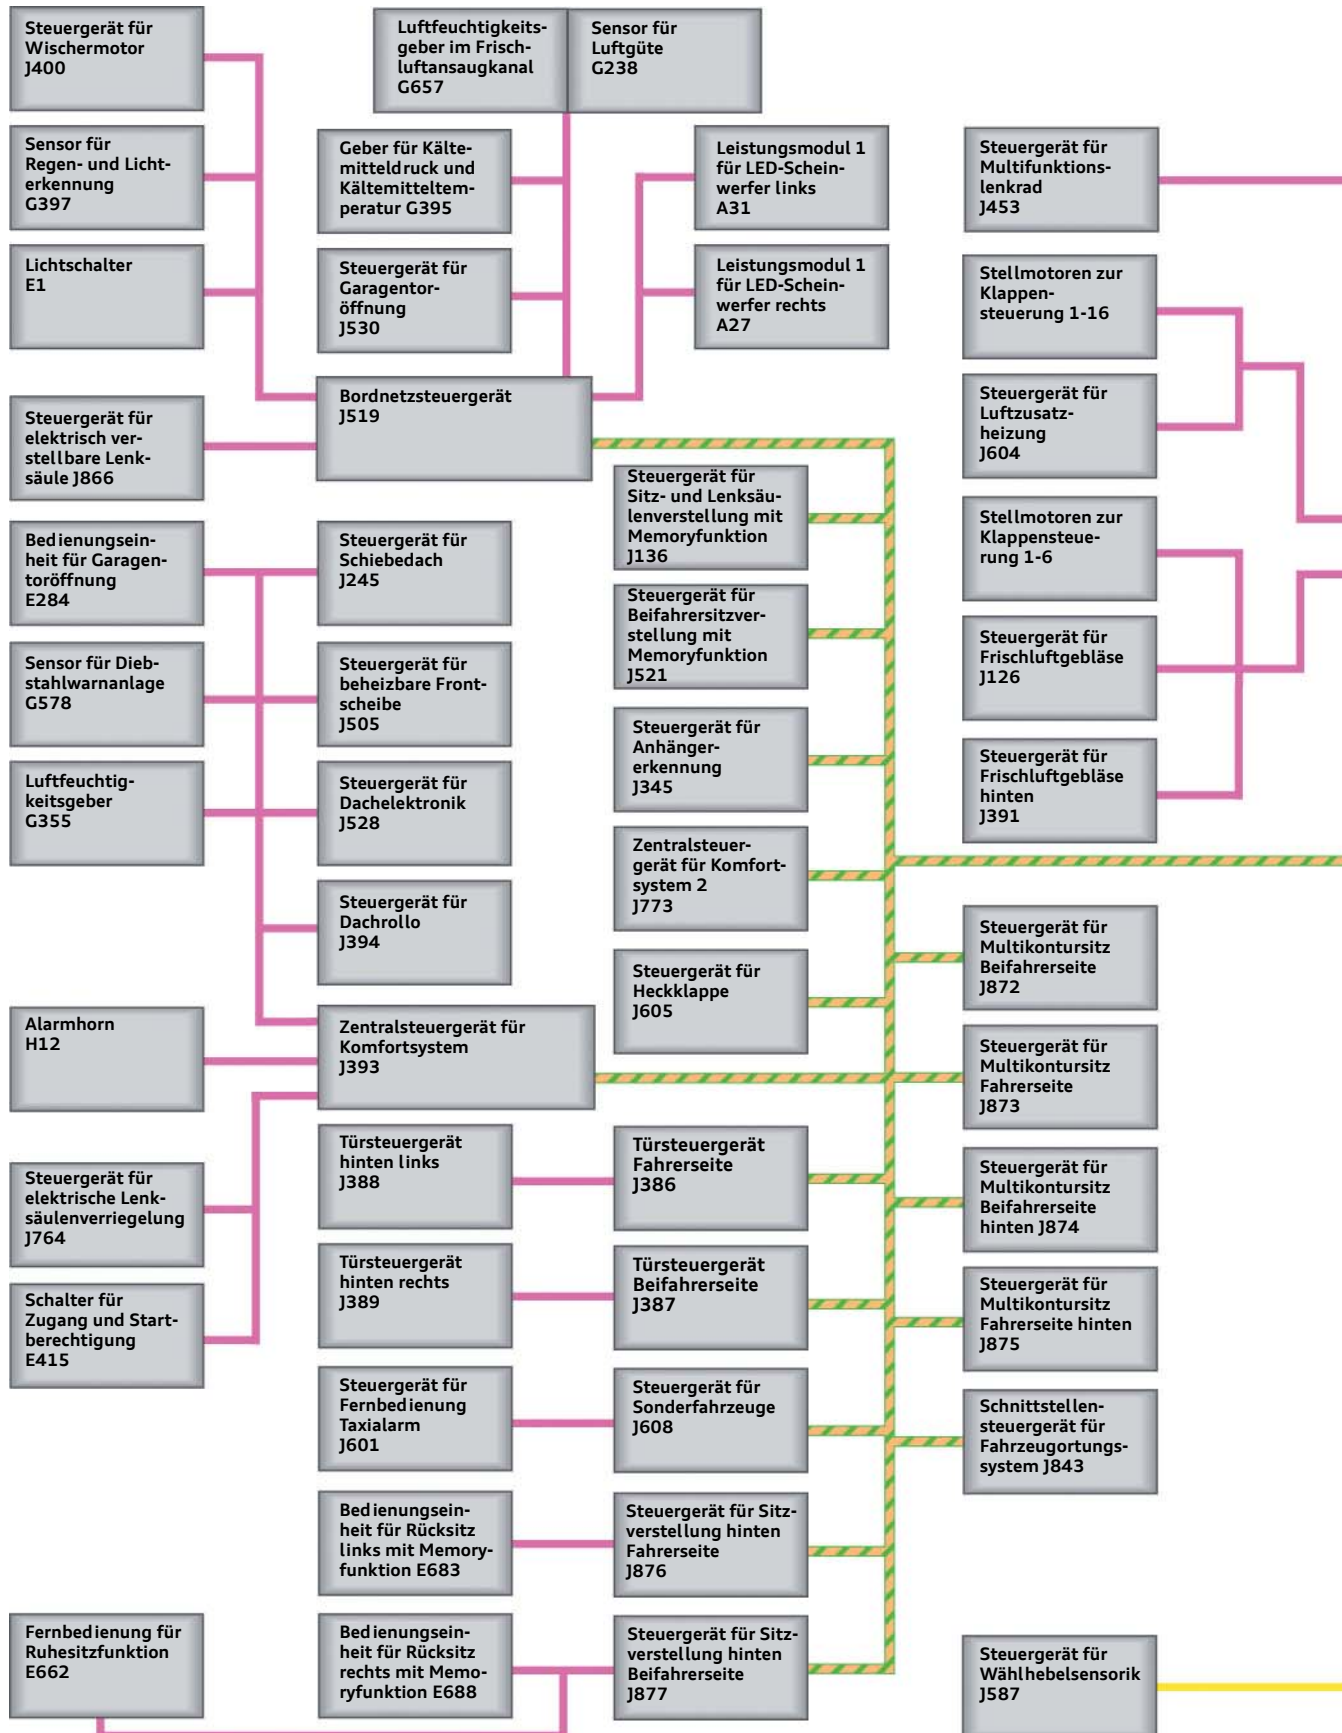 Steuergerät für
Wischermotor
J400
Luftfeuchtigkeits-
geber im Frisch-
luftansaugkanal
G657
Sensor für
Luftgüte
G238
Sensor für
Regen- und Licht-
erkennung
G397
Geber für Kälte-
mitteldruck und
Kältemitteltem-
peratur G395
Leistungsmodul 1
für LED-Schein-
werfer links
A31
Steuergerät für
Multifunktions-
lenkrad
J453
Lichtschalter
E1
Steuergerät für
Garagentor-
öffnung
J530
Leistungsmodul 1
für LED-Schein-
werfer rechts
A27
Stellmotoren zur
Klappen-
steuerung 1-16
Steuergerät für
elektrisch ver-
stellbare Lenk-
säule J866
Bordnetzsteuergerät
J519
Steuergerät für
Luftzusatz-
heizung
J604
Steuergerät für
Sitz- und Lenksäu-
lenverstellung mit
Memoryfunktion
J136
Bedienungsein-
heit für Garagen-
toröffnung
E284
Steuergerät für
Schiebedach
J245
Stellmotoren zur
Klappensteue-
rung 1-6
Steuergerät für
Beifahrersitzver-
stellung mit
Memoryfunktion
J521
Sensor für Dieb-
stahlwarnanlage
G578
Steuergerät für
beheizbare Front-
scheibe
J505
Steuergerät für
Frischluftgebläse
J126
Steuergerät für
Anhänger-
erkennung
J345
Luftfeuchtig-
keitsgeber
G355
Steuergerät für
Dachelektronik
J528
Steuergerät für
Frischluftgebläse
hinten
J391
Zentralsteuer-
gerät für Komfort-
system 2
J773
Steuergerät für
Dachrollo
J394
Steuergerät für
Multikontursitz
Beifahrerseite
J872
Steuergerät für
Heckklappe
J605
Alarmhorn
H12
Zentralsteuergerät für
Komfortsystem
J393
Steuergerät für
Multikontursitz
Fahrerseite
J873
Türsteuergerät
hinten links
J388
Türsteuergerät
Fahrerseite
J386
Steuergerät für
Multikontursitz
Beifahrerseite
hinten J874
Steuergerät für
elektrische Lenk-
säulenverriegelung
J764
Türsteuergerät
hinten rechts
J389
Türsteuergerät
Beifahrerseite
J387
Steuergerät für
Multikontursitz
Fahrerseite hinten
J875
Schalter für
Zugang und Start-
berechtigung
E415
Steuergerät für
Fernbedienung
Taxialarm
J601
Steuergerät für
Sonderfahrzeuge
J608
Schnittstellen-
steuergerät für
Fahrzeugortungs-
system J843
Bedienungsein-
heit für Rücksitz
links mit Memory-
funktion E683
Steuergerät für Sitz-
verstellung hinten
Fahrerseite
J876
Fernbedienung für
Ruhesitzfunktion
E662
Bedienungsein-
heit für Rücksitz
rechts mit Memo-
ryfunktion E688
Steuergerät für Sitz-
verstellung hinten
Beifahrerseite
J877
Steuergerät für
Wählhebelsensorik
J587